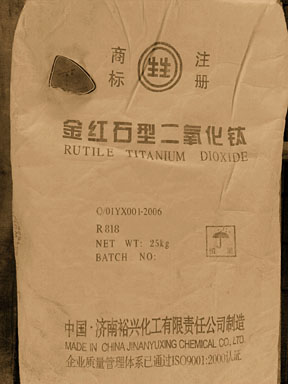 商标 注册
金红石型二氧化钛
RUTILE TITANIUM DIOXIDE
Q/01YX001-2006
R818
NET WT: 25kg
BATCH NO:
中国·济南裕兴化工有限责任公司制造
MADE IN CHINA JINANYUXING CHEMICAL CO., LTD.
企业质量管理体系已通过ISO9001:2000认证